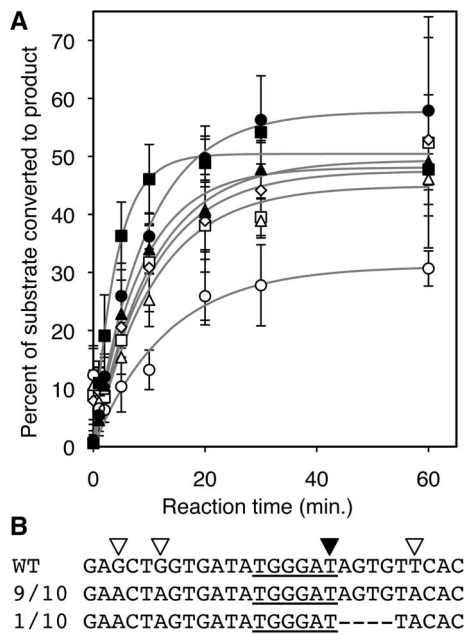 A
Percent of substrate converted to product
70
60
50
40
30
20
10
0
0 20 40 60
Reaction time (min.)
B
WT GAGCTGGTGATATGGGATAGTGTTCAC
9/10 GAACTAGTGATATGGGATAGTGTACAC
1/10 GAACTAGTGATATGGGAT----TACAC